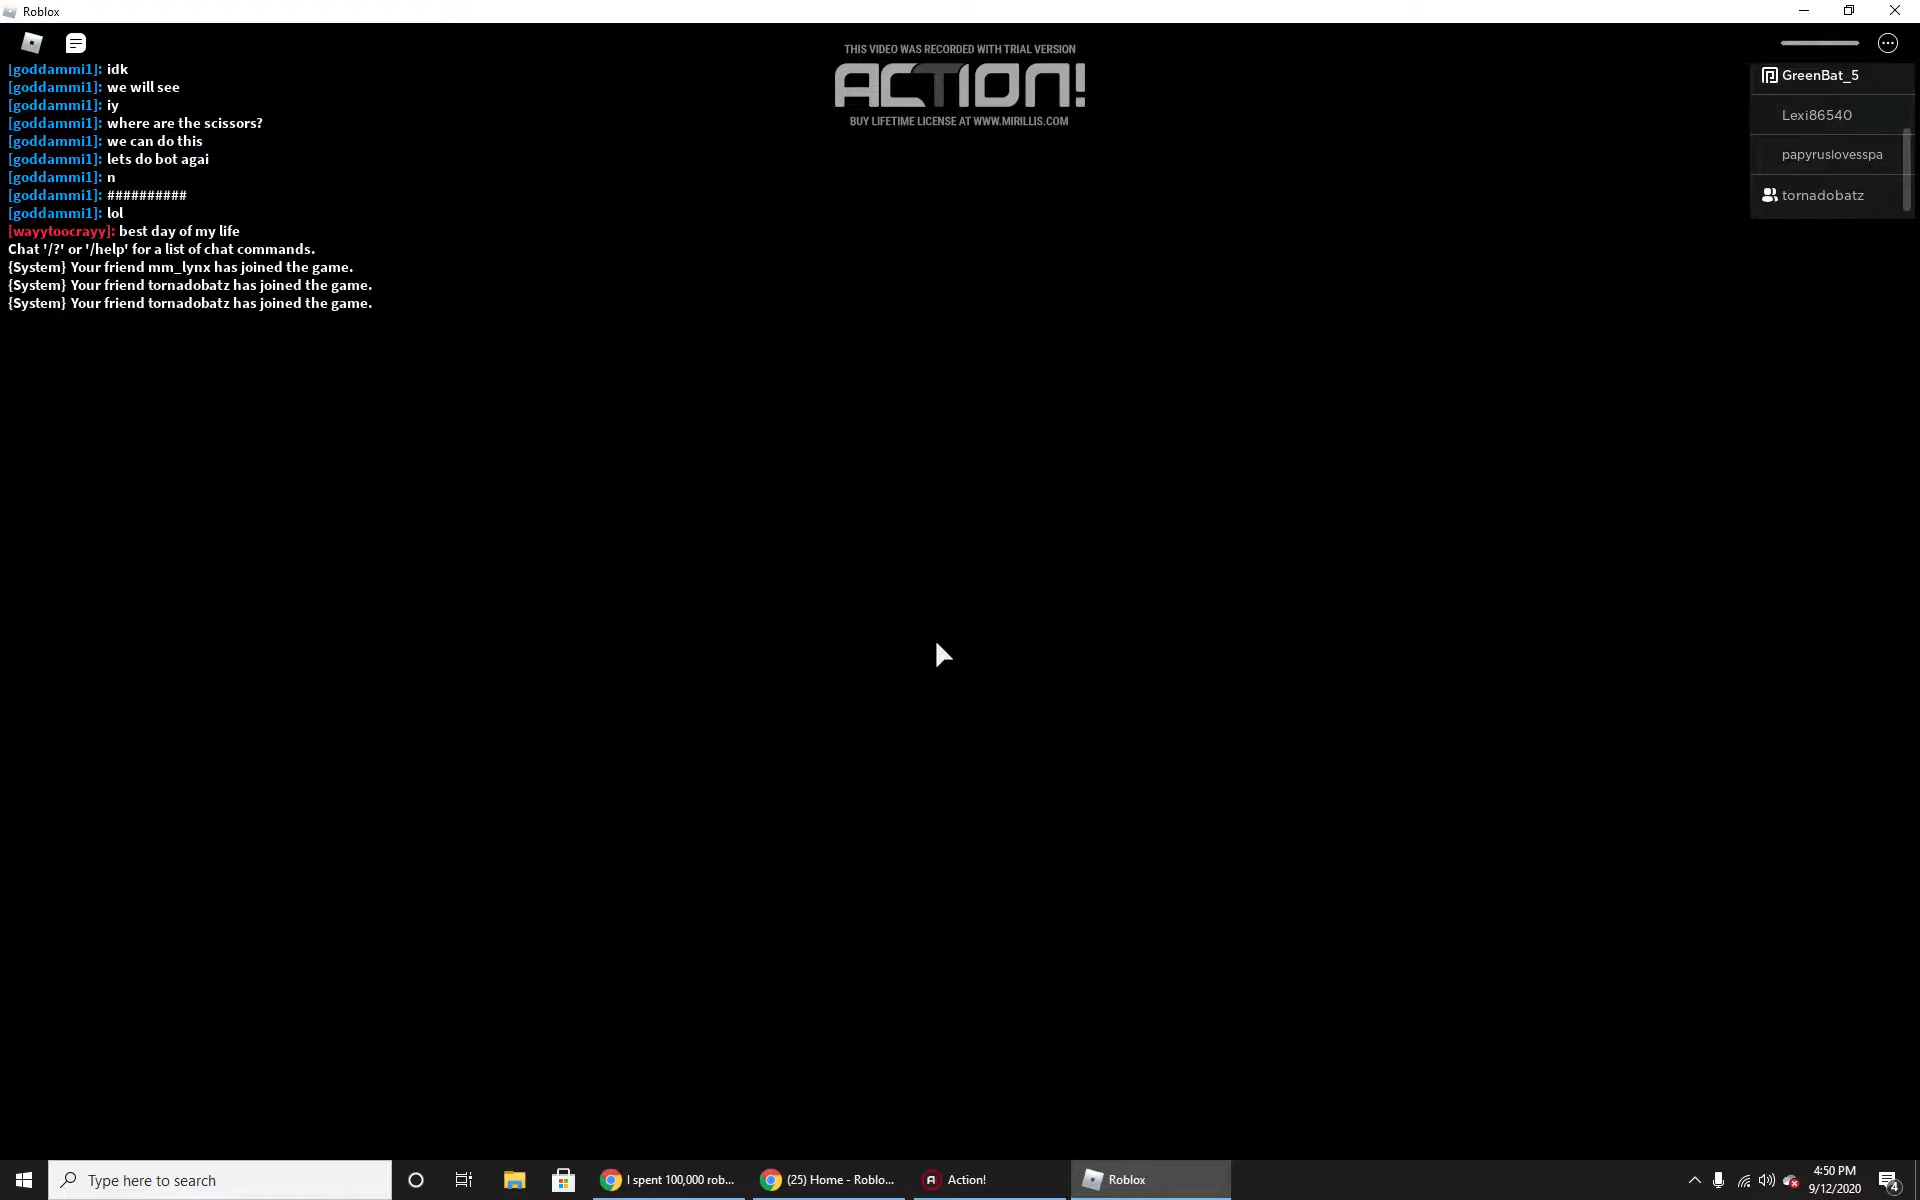 Roblox
THIS VIDEO WAS RECORDED WITH TRIAL VERSION
ACTION!
BUY LIFETIME LICENSE AT WWW.MIRILLIS.COM
[goddammi1]: idk
[goddammi1]: we will see
[goddammi1]: iy
[goddammi1]: where are the scissors?
[goddammi1]: we can do this
[goddammi1]: lets do bot agai
[goddammi1]: n
[goddammi1]: ##########
[goddammi1]: lol
[wayytoocrayy]: best day of my life
Chat '/?' or '/help' for a list of chat commands.
{System} Your friend mm_lynx has joined the game.
{System} Your friend tornadobatz has joined the game.
{System} Your friend tornadobatz has joined the game.
GreenBat_5
Lexi86540
papyruslovesspa
tornadobatz
Type here to search
I spent 100,000 rob...
(25) Home - Roblo...
Action!
Roblox
4:50 PM
9/12/2020
4